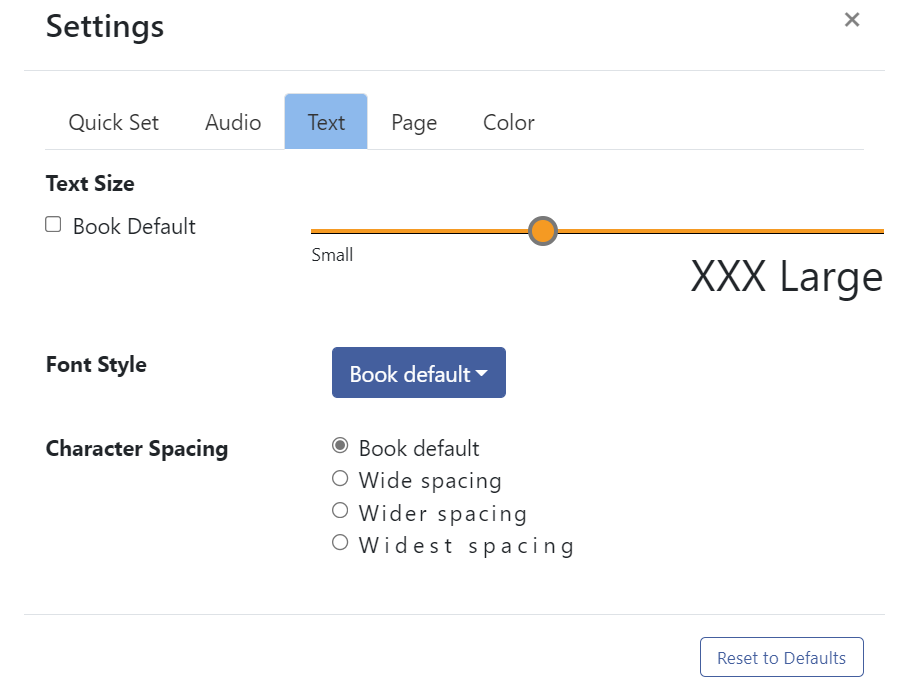 Settings
×
Quick Set Audio Text Page Color
Text Size
Book Default
Small
XXX Large
Font Style
Book default
Character Spacing
Book default
Wide spacing
Wider spacing
Widest spacing
Reset to Defaults